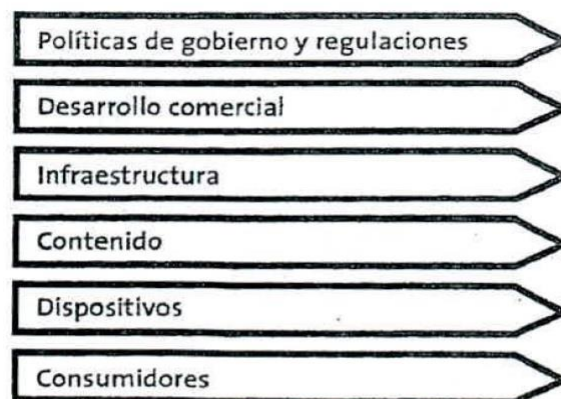 Políticas de gobierno y regulaciones
Desarrollo comercial
Infraestructura
Contenido
Dispositivos
Consumidores